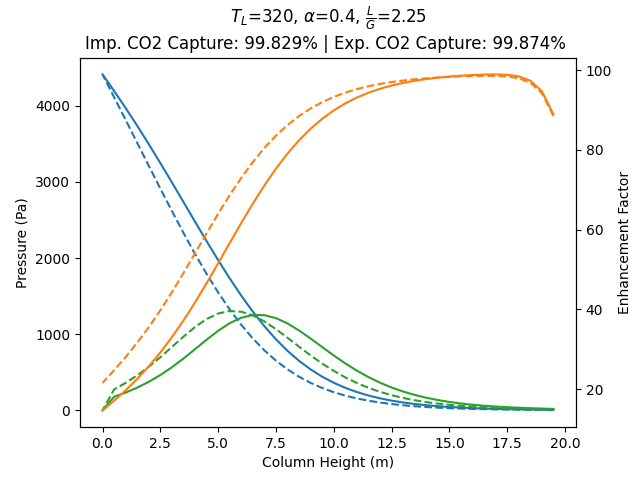 T_L=320, α=0.4, L/G=2.25
Imp. CO2 Capture: 99.829% | Exp. CO2 Capture: 99.874%
Pressure (Pa)
4000
3000
2000
1000
0
100
80
60
40
20
Enhancement Factor
0.0 2.5 5.0 7.5 10.0 12.5 15.0 17.5 20.0
Column Height (m)